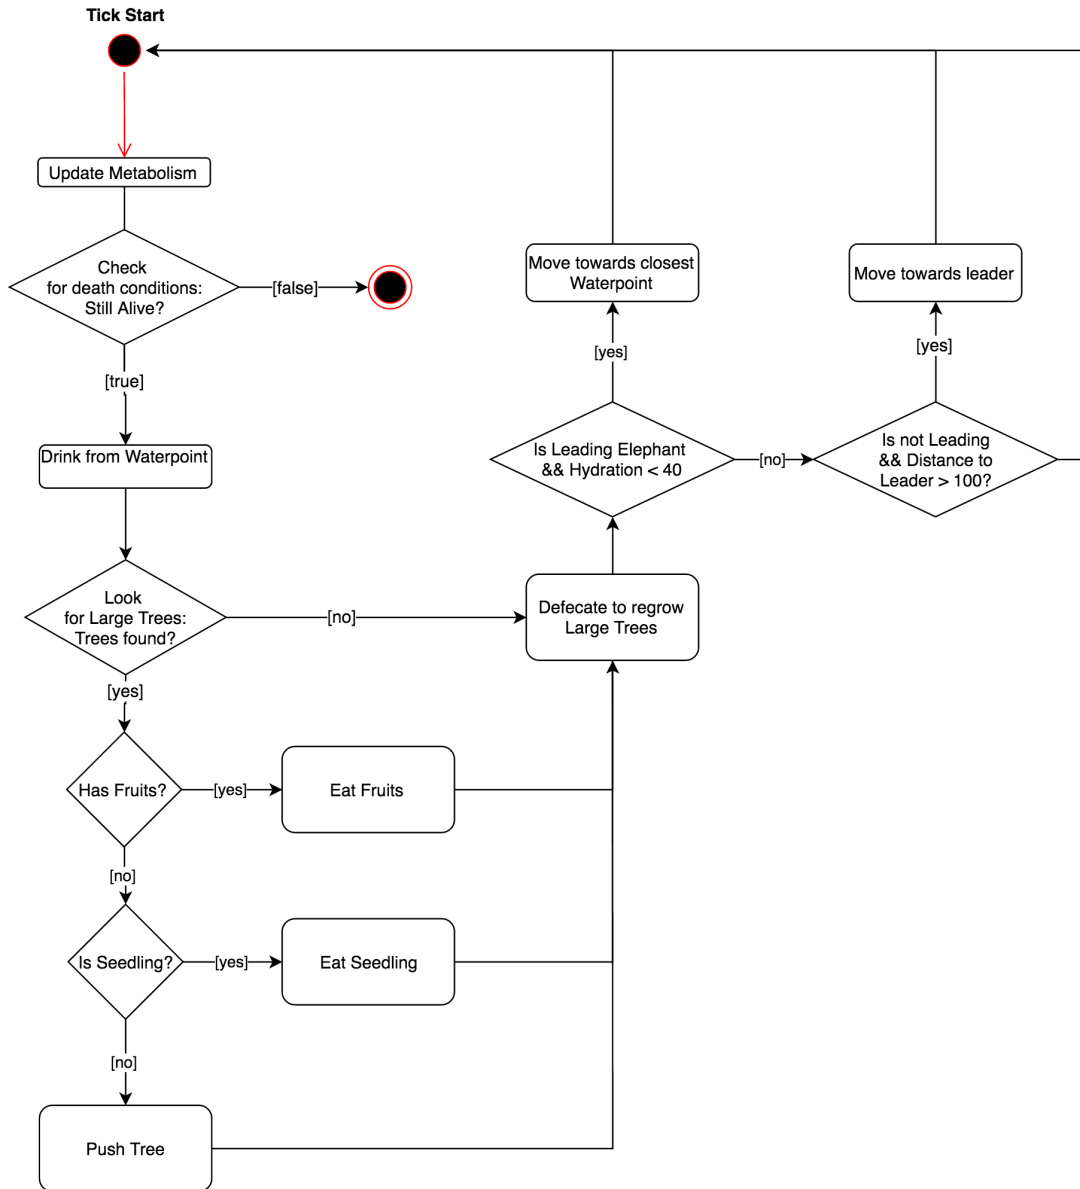 Tick Start
Update Metabolism
Check
for death conditions:
Still Alive?
[false]
[true]
Drink from Waterpoint
Look
for Large Trees:
Trees found?
[no]
[yes]
Has Fruits?
[yes]
Eat Fruits
[no]
Is Seedling?
[yes]
Eat Seedling
[no]
Push Tree
Defecate to regrow
Large Trees
Is Leading Elephant
&& Hydration < 40
[yes]
Move towards closest
Waterpoint
[no]
Is not Leading
&& Distance to
Leader > 100?
[yes]
Move towards leader